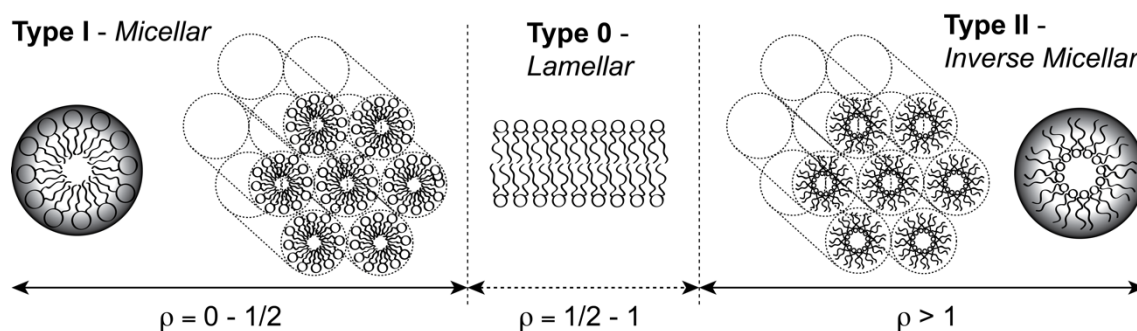 Type I - Micellar
Type 0 -
Lamellar
Type II -
Inverse Micellar
ρ = 0 - 1/2
ρ = 1/2 - 1
ρ > 1